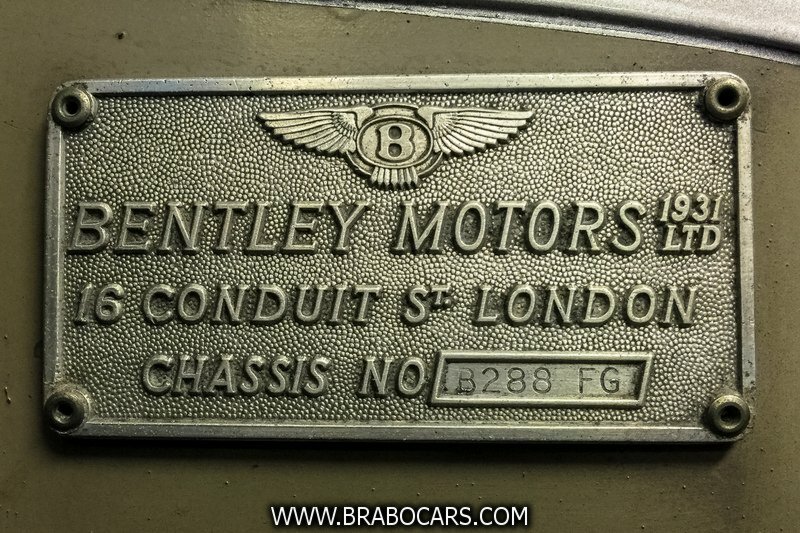 B
BENTLEY MOTORS 1931 LTD
16 CONDUIT ST. LONDON
CHASSIS NO B288 FG
WWW.BRABOCARS.COM